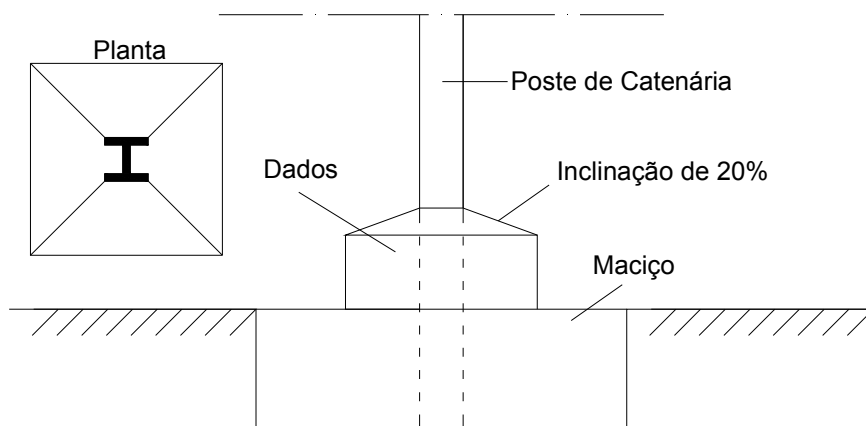 Planta
Poste de Catenária
Dados
Inclinação de 20%
Maciço